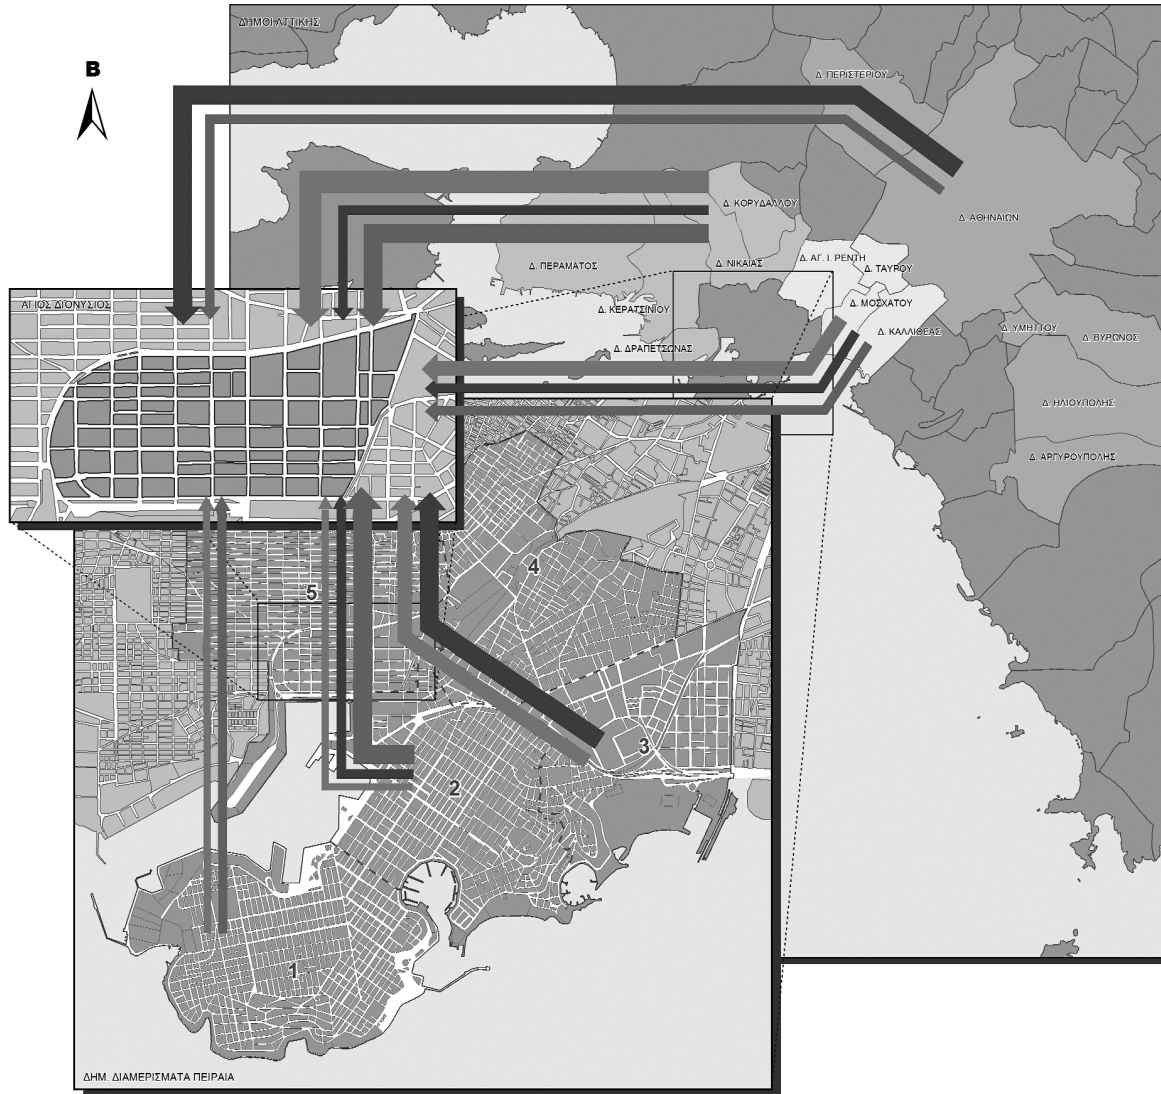 ΔΗΜΟΙ ΑΤΤΙΚΗΣ
Β
Δ. ΠΕΡΙΣΤΕΡΙΟΥ
Δ. ΚΟΡΥΔΑΛΛΟΥ
Δ. ΑΘΗΝΑΙΩΝ
Δ. ΠΕΡΑΜΑΤΟΣ
Δ. ΝΙΚΑΙΑΣ
Δ. ΑΓ. Ι. ΡΕΝΤΗ
Δ. ΤΑΥΡΟΥ
ΑΓΙΟΣ ΔΙΟΝΥΣΙΟΣ
Δ. ΚΕΡΑΤΣΙΝΙΟΥ
Δ. ΜΟΣΧΑΤΟΥ
Δ. ΚΑΛΛΙΘΕΑΣ
Δ. ΥΜΗΤΤΟΥ
Δ. ΒΥΡΩΝΟΣ
Δ. ΔΡΑΠΕΤΣΩΝΑΣ
Δ. ΗΛΙΟΥΠΟΛΗΣ
Δ. ΑΡΓΥΡΟΥΠΟΛΗΣ
4
5
3
2
1
ΔΗΜ. ΔΙΑΜΕΡΙΣΜΑΤΑ ΠΕΙΡΑΙΑ